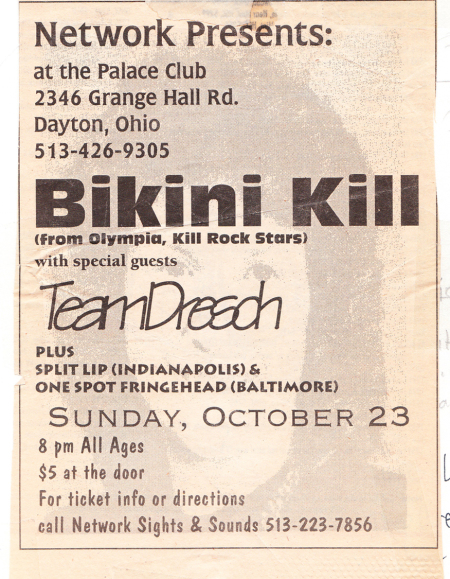 Network Presents:
at the Palace Club
2346 Grange Hall Rd.
Dayton, Ohio
513-426-9305
Bikini Kill
(from Olympia, Kill Rock Stars)
with special guests
TeamDresch
PLUS
SPLIT LIP (INDIANAPOLIS) &
ONE SPOT FRINGEHEAD (BALTIMORE)
SUNDAY, OCTOBER 23
8 pm All Ages
$5 at the door
For ticket info or directions
call Network Sights & Sounds 513-223-7856